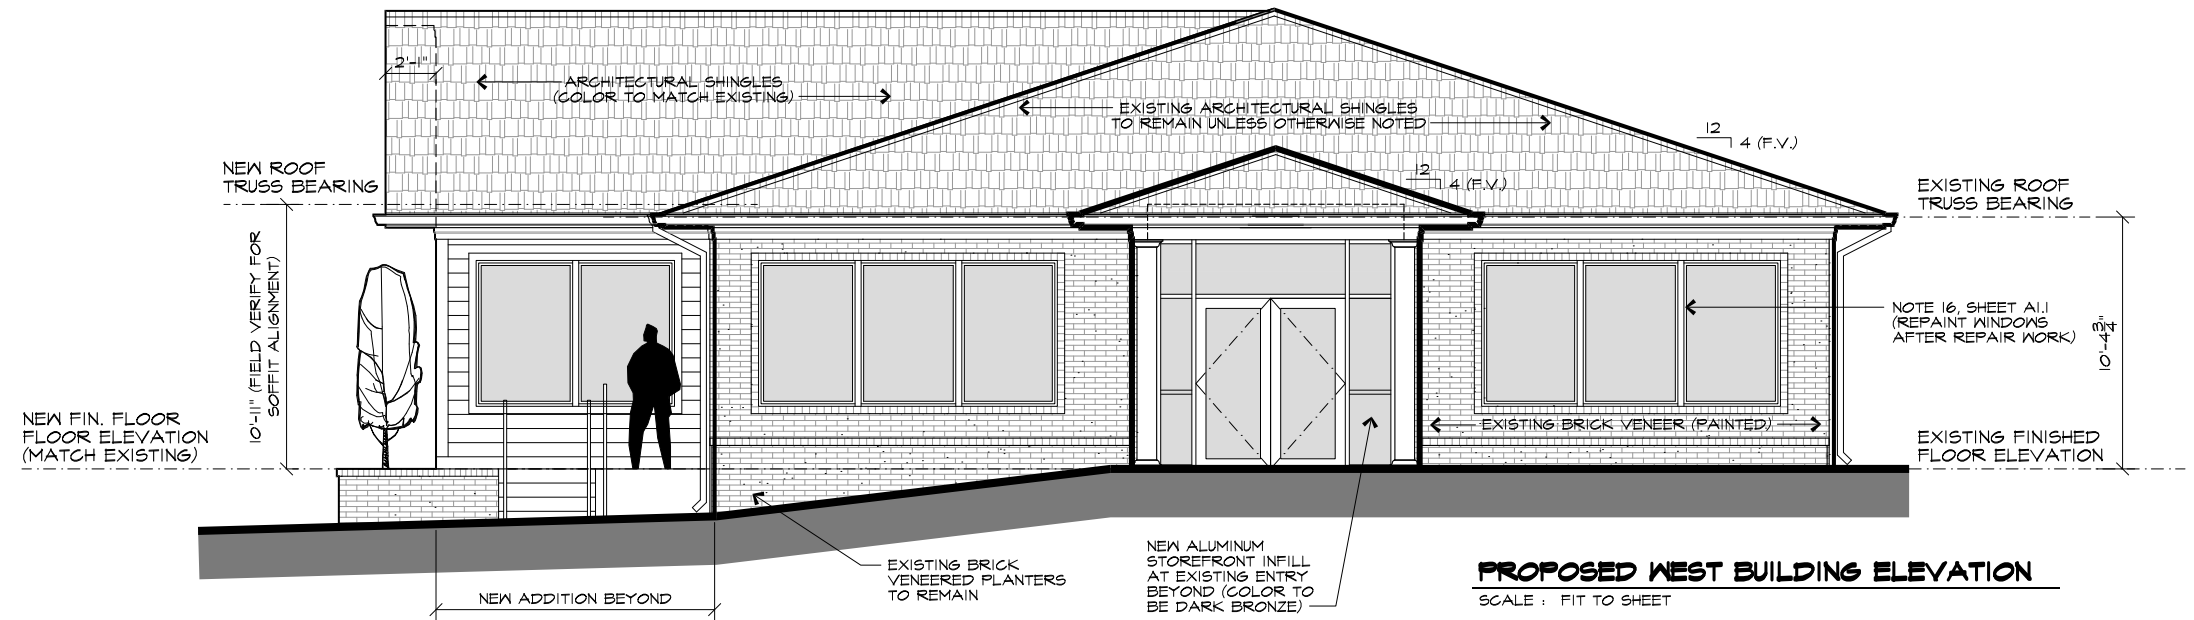 2'-1"
ARCHITECTURAL SHINGLES
(COLOR TO MATCH EXISTING)
EXISTING ARCHITECTURAL SHINGLES
TO REMAIN UNLESS OTHERWISE NOTED
12
4 (F.V.)
12
4 (F.V.)
NEW ROOF
TRUSS BEARING
EXISTING ROOF
TRUSS BEARING
10'-11" (FIELD VERIFY FOR
SOFFIT ALIGNMENT)
NOTE 16, SHEET A1.1
(REPAINT WINDOWS
AFTER REPAIR WORK)
10'-4 3/4"
NEW FIN. FLOOR
FLOOR ELEVATION
(MATCH EXISTING)
EXISTING BRICK VENEER (PAINTED)
EXISTING FINISHED
FLOOR ELEVATION
EXISTING BRICK
VENEERED PLANTERS
TO REMAIN
NEW ALUMINUM
STOREFRONT INFILL
AT EXISTING ENTRY
BEYOND (COLOR TO
BE DARK BRONZE)
NEW ADDITION BEYOND
PROPOSED WEST BUILDING ELEVATION
SCALE : FIT TO SHEET